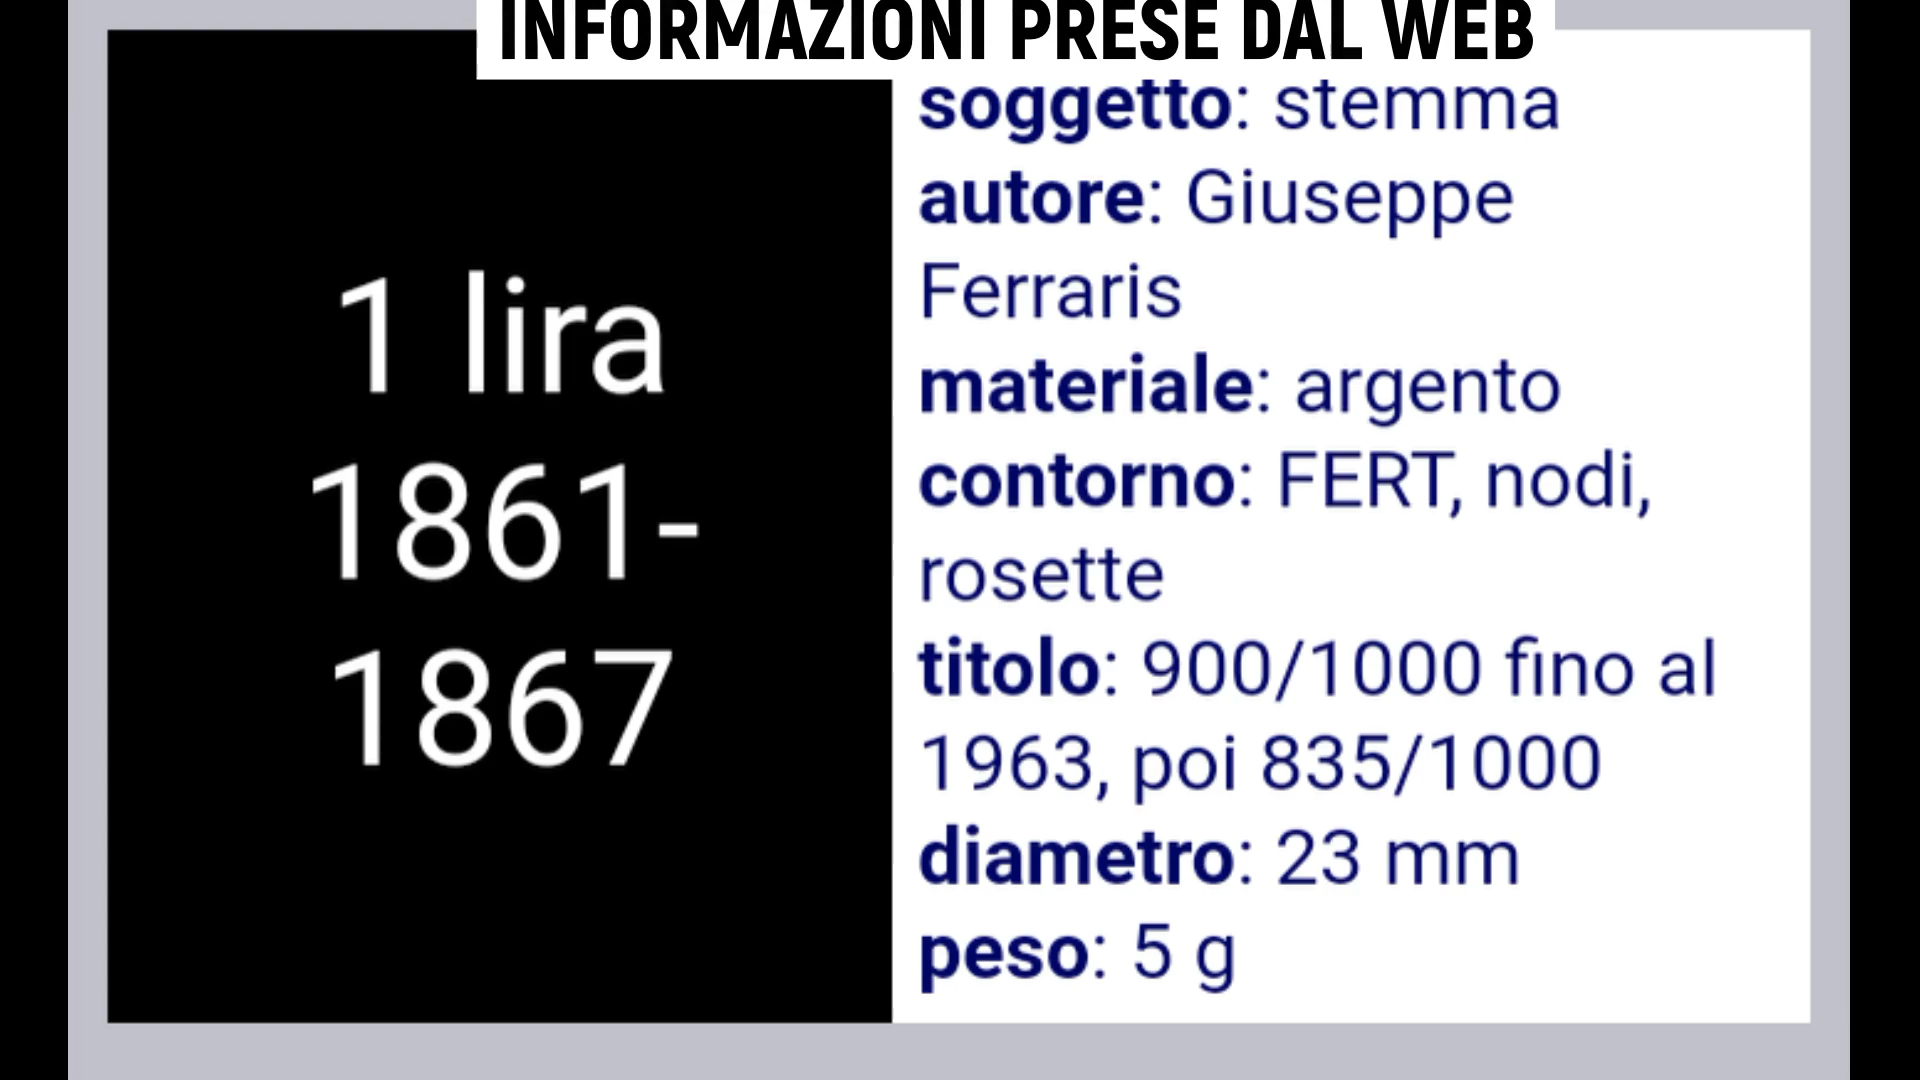 INFORMAZIONI PRESE DAL WEB
1 lira
1861-
1867
soggetto: stemma
autore: Giuseppe
Ferraris
materiale: argento
contorno: FERT, nodi,
rosette
titolo: 900/1000 fino al
1963, poi 835/1000
diametro: 23 mm
peso: 5 g